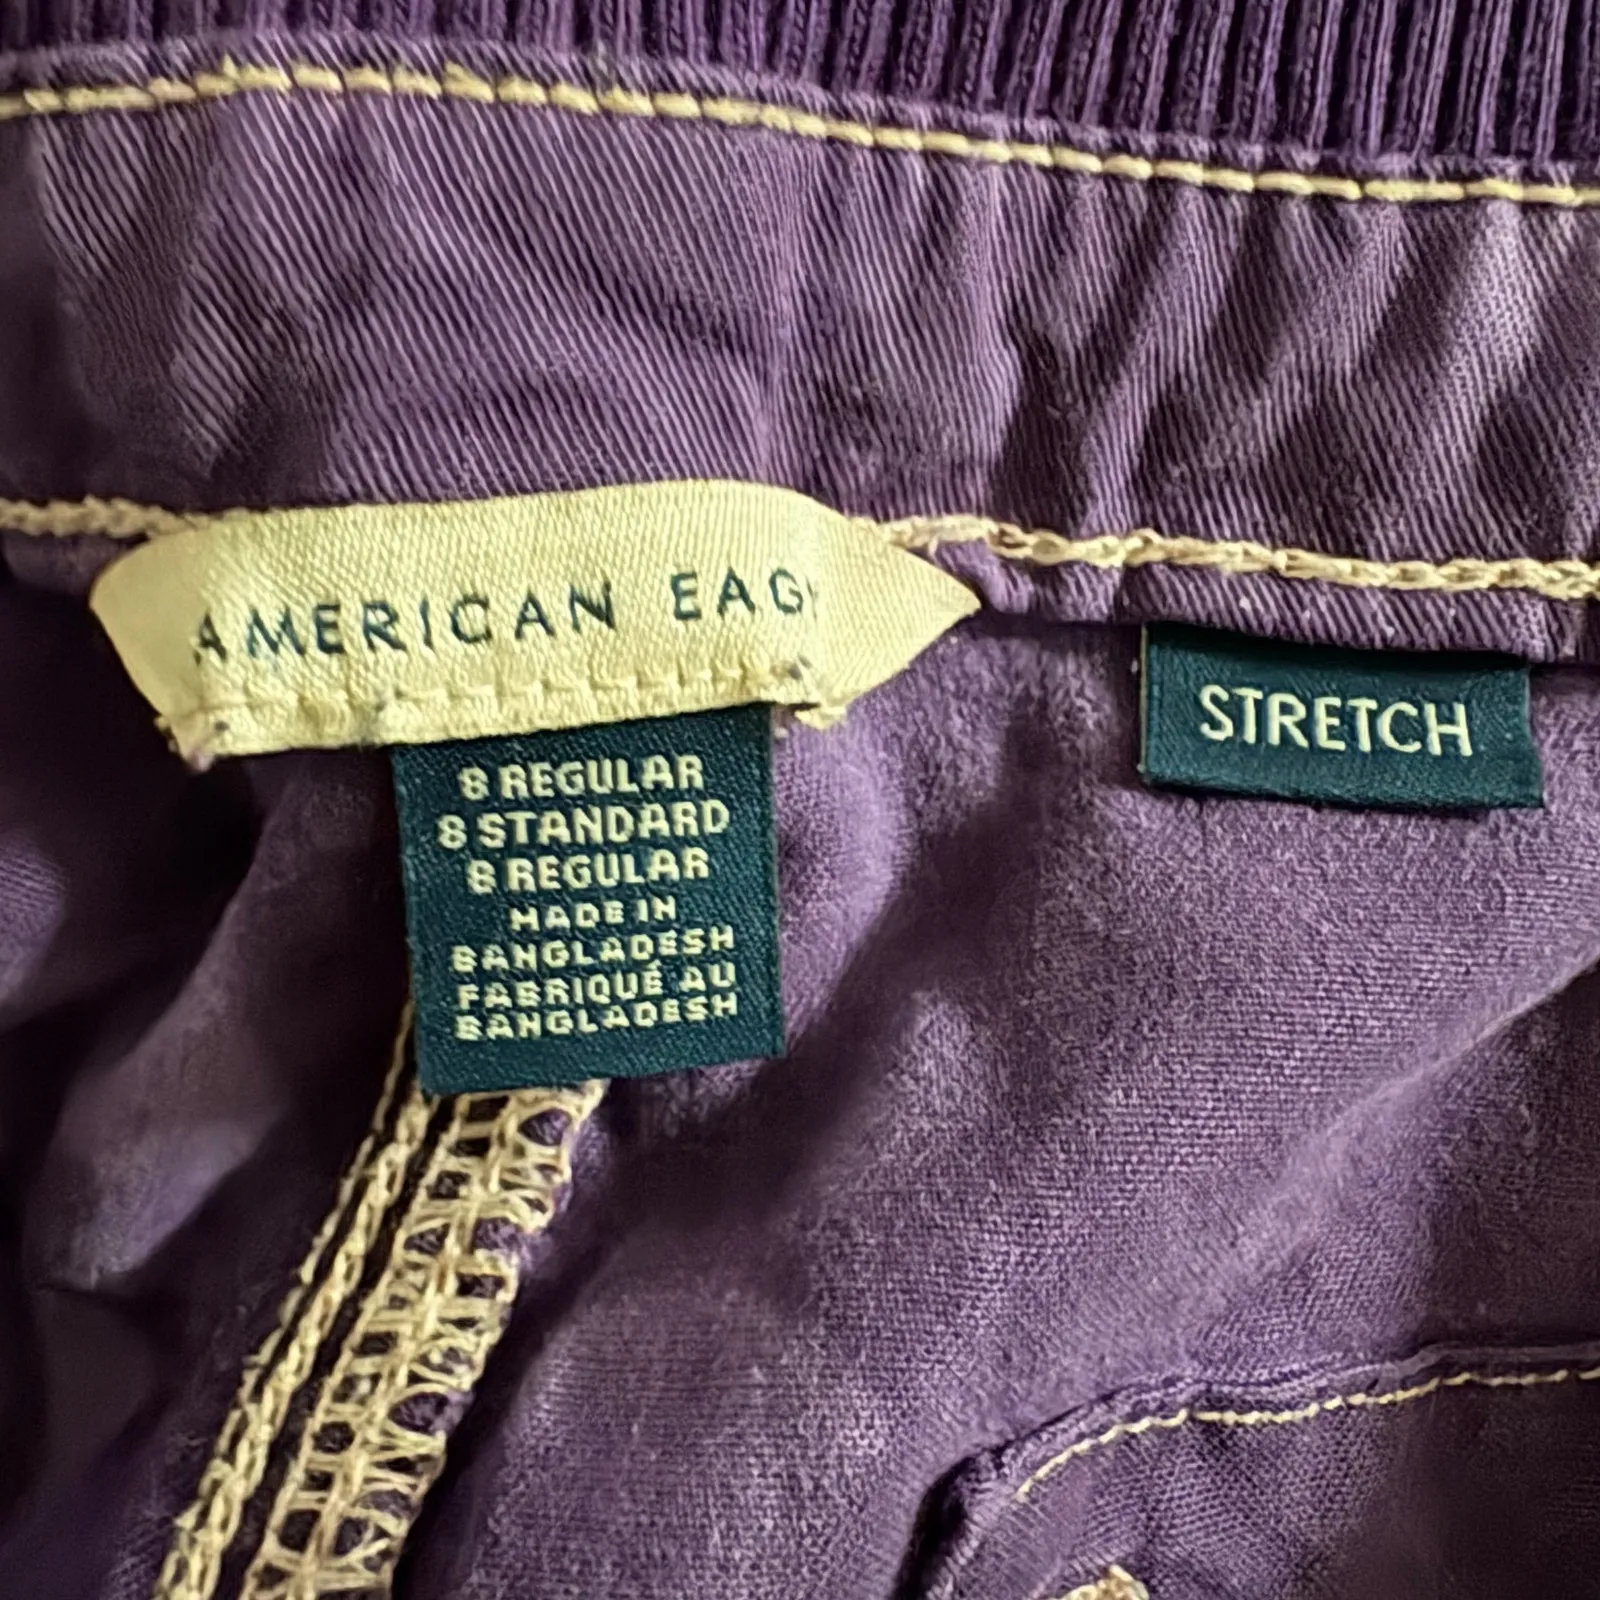 AMERICAN EAG
STRETCH
8 REGULAR
8 STANDARD
8 REGULAR
MADE IN
BANGLADESH
FABRIQUÉ AU
BANGLADESH